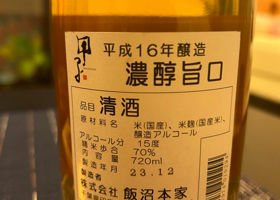 甲子
平成16年醸造
濃醇旨口
品目 清酒
原材料名 米(国産)、米麹(国産米)、
醸造アルコール
アルコール分 15度
精米歩合 70%
内容量 720ml
製造年月 23.12
製造者
株式会社 飯沼本家